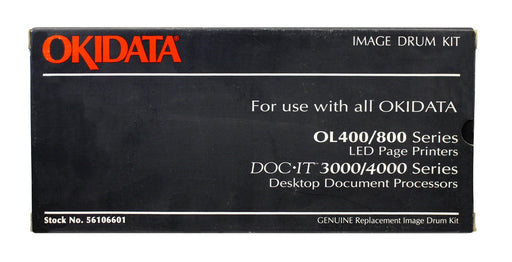 OKIDATA®
IMAGE DRUM KIT
For use with all OKIDATA
OL400/800 Series
LED Page Printers
DOC•IT™ 3000/4000 Series
Desktop Document Processors
Stock No. 56106601
GENUINE Replacement Image Drum Kit